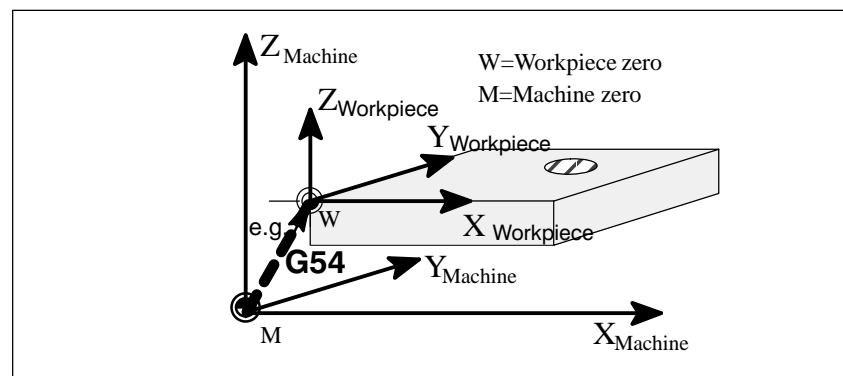 Z Machine
W=Workpiece zero
M=Machine zero
Z Workpiece
Y Workpiece
W
X Workpiece
e.g.
G54
Y Machine
M
X Machine